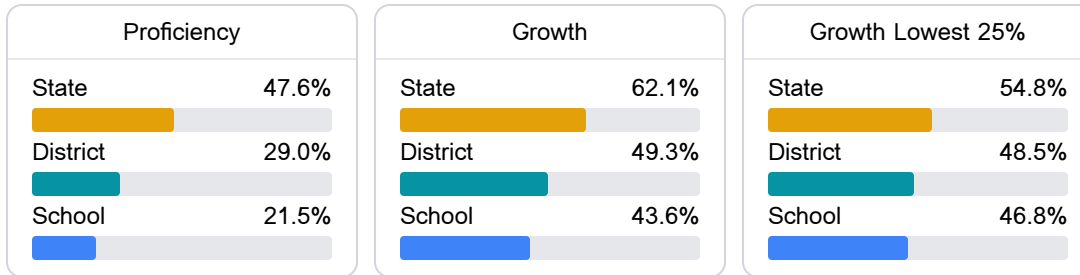 Proficiency
State 47.6%
District 29.0%
School 21.5%
Growth
State 62.1%
District 49.3%
School 43.6%
Growth Lowest 25%
State 54.8%
District 48.5%
School 46.8%